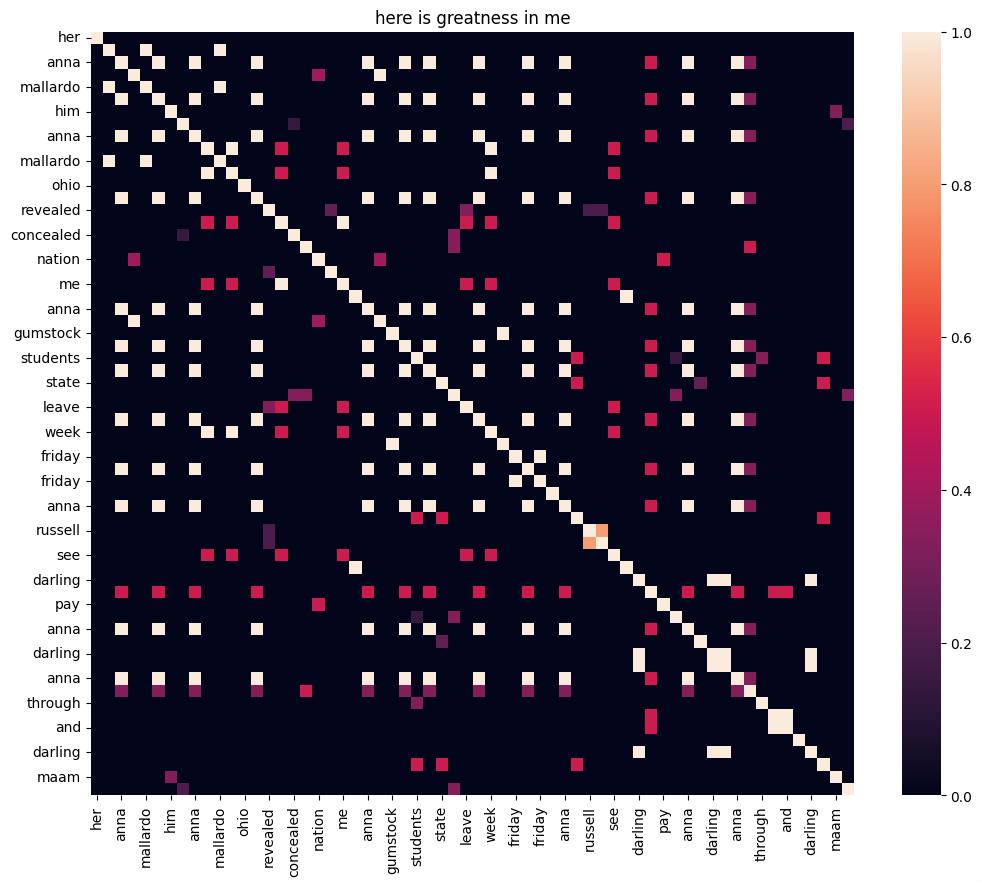 here is greatness in me
her
anna
mallardo
him
anna
mallardo
ohio
revealed
concealed
nation
me
anna
gumstock
students
state
leave
week
friday
friday
anna
russell
see
darling
pay
anna
darling
anna
through
and
darling
maam
1.0
0.8
0.6
0.4
0.2
0.0
her
anna
mallardo
him
anna
mallardo
ohio
revealed
concealed
nation
me
anna
gumstock
students
state
leave
week
friday
friday
anna
russell
see
darling
pay
anna
darling
anna
through
and
darling
maam